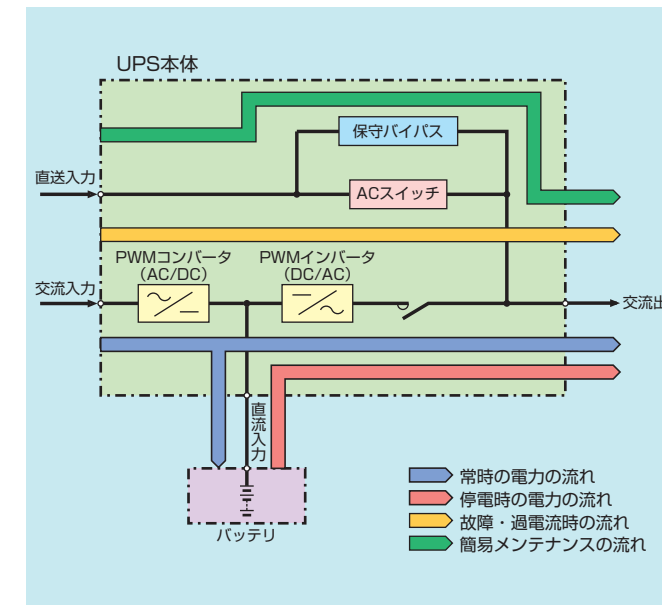 UPS本体
保守バイパス
直送入力
ACスイッチ
PWMコンバータ
(AC/DC)
PWMインバータ
(DC/AC)
交流入力
交流出
直流入力
バッテリ
常時の電力の流れ
停電時の電力の流れ
故障・過電流時の流れ
簡易メンテナンスの流れ